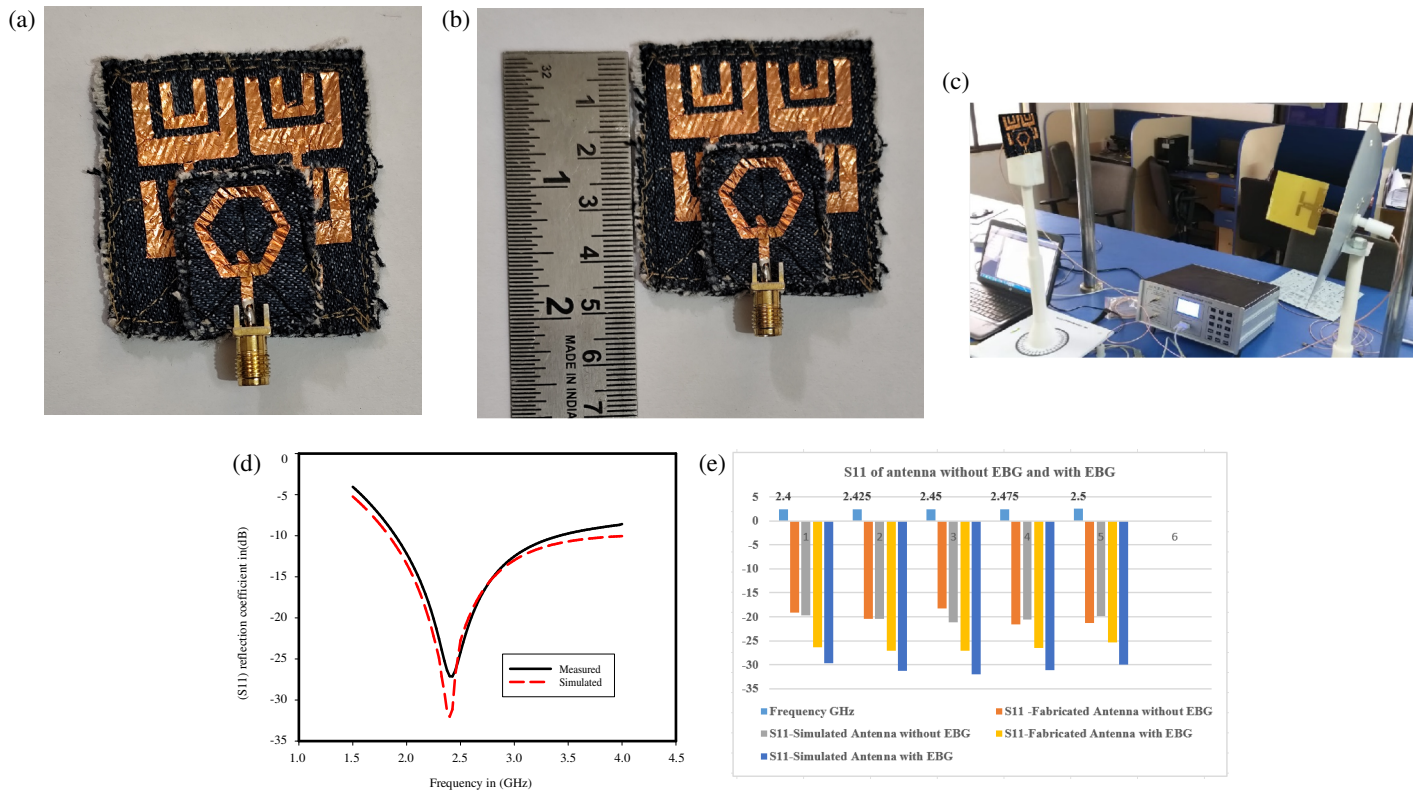 (a)
(b)
32
1
2
1
3
4
2
5
6
7
MADE IN INDIA
(c)
(d)
0
-5
-10
-15
-20
-25
-30
-35
1.0 1.5 2.0 2.5 3.0 3.5 4.0 4.5
(S11) reflection coefficient in(dB)
Frequency in (GHz)
Measured
Simulated
(e)
S11 of antenna without EBG and with EBG
5
0
-5
-10
-15
-20
-25
-30
-35
2.4 2.425 2.45 2.475 2.5
1 2 3 4 5 6
Frequency GHz
S11 -Fabricated Antenna without EBG
S11-Simulated Antenna without EBG
S11-Fabricated Antenna with EBG
S11-Simulated Antenna with EBG